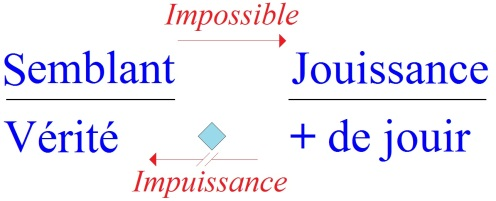 Impossible
Semblant Jouissance
Vérité + de jouir
Impuissance